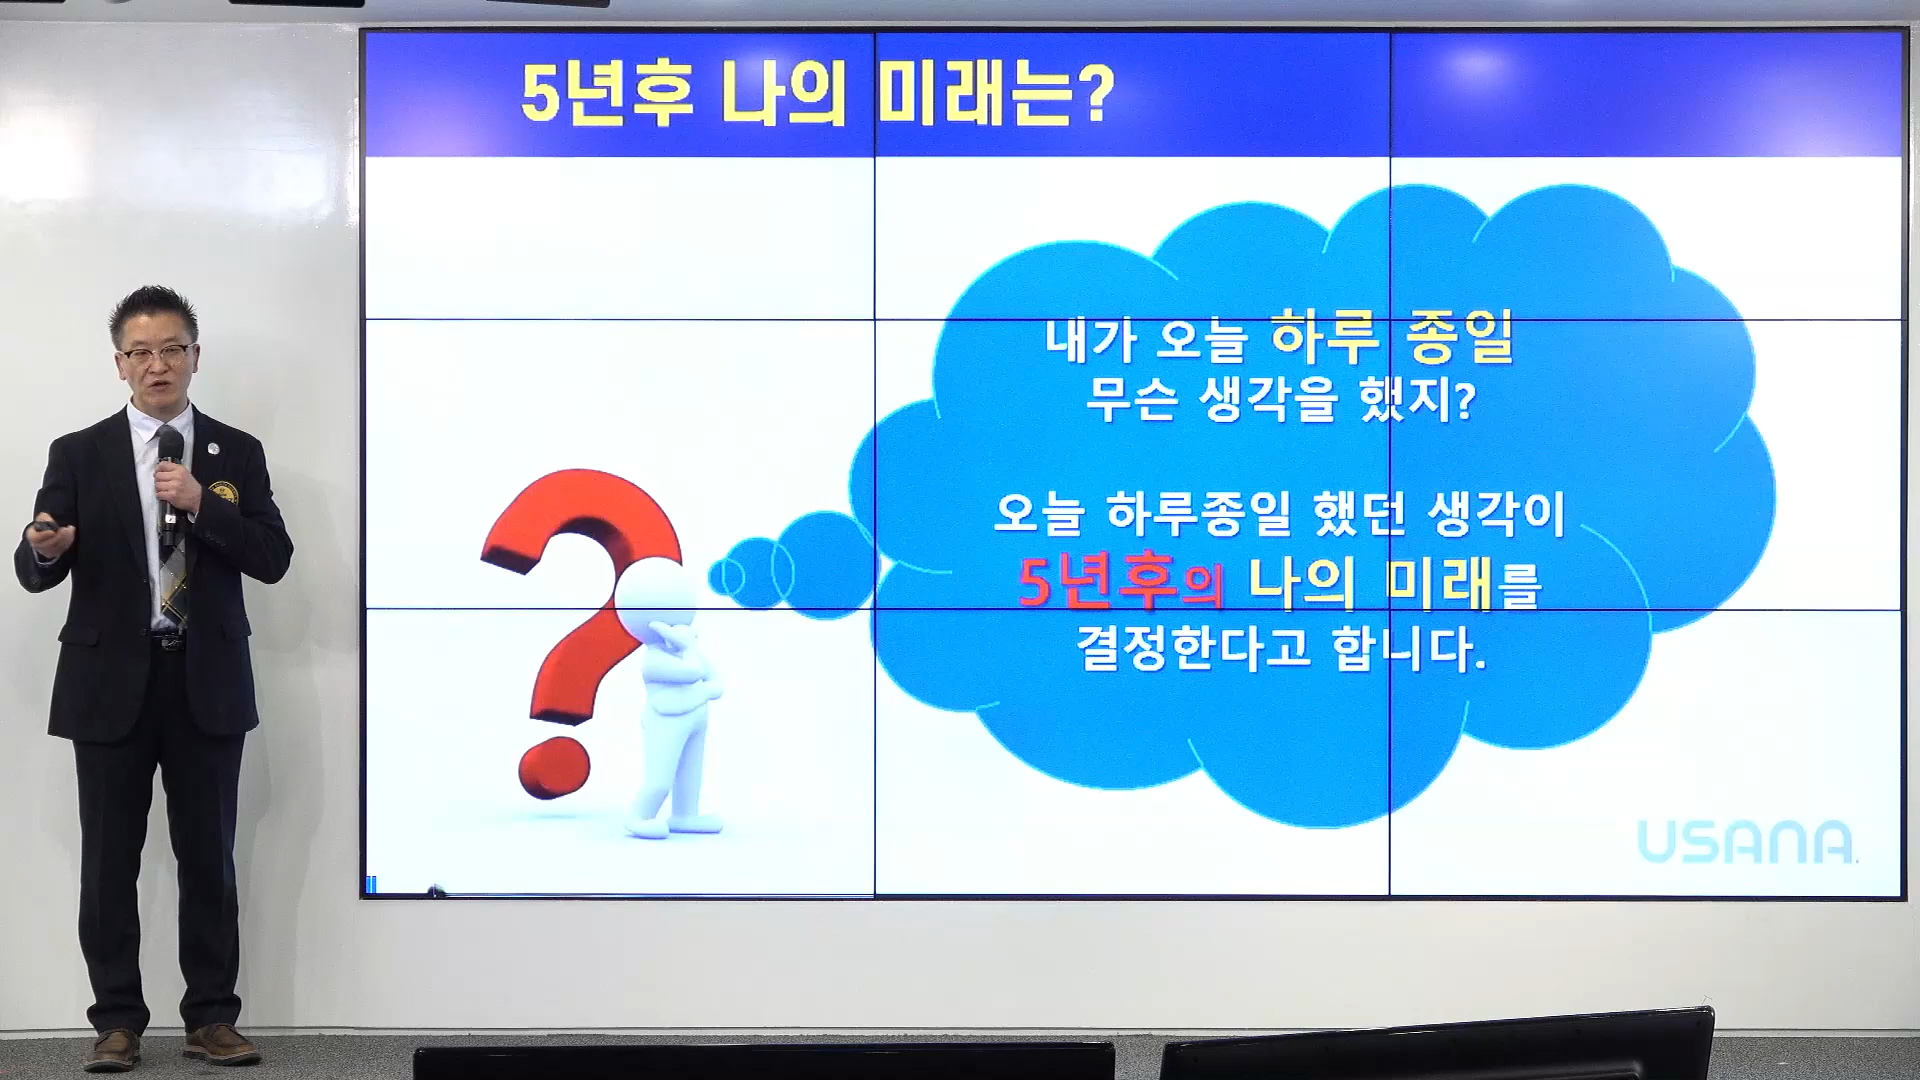 5년후 나의 미래는?
내가 오늘 하루 종일
무슨 생각을 했지?
오늘 하루종일 했던 생각이
5년후의 나의 미래를
결정한다고 합니다.
USANA